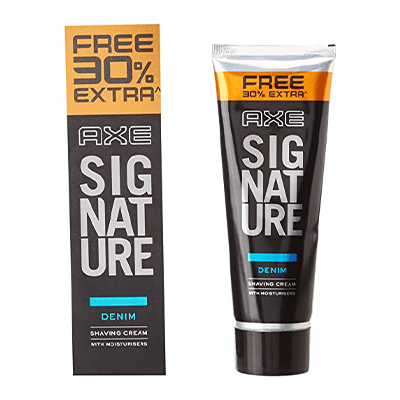 FREE
30%
EXTRA^
AXE
SIG
NAT
URE
DENIM
SHAVING CREAM
WITH MOISTURISERS
FREE
30% EXTRA^
AXE
SIG
NAT
URE
DENIM
SHAVING CREAM
WITH MOISTURISERS